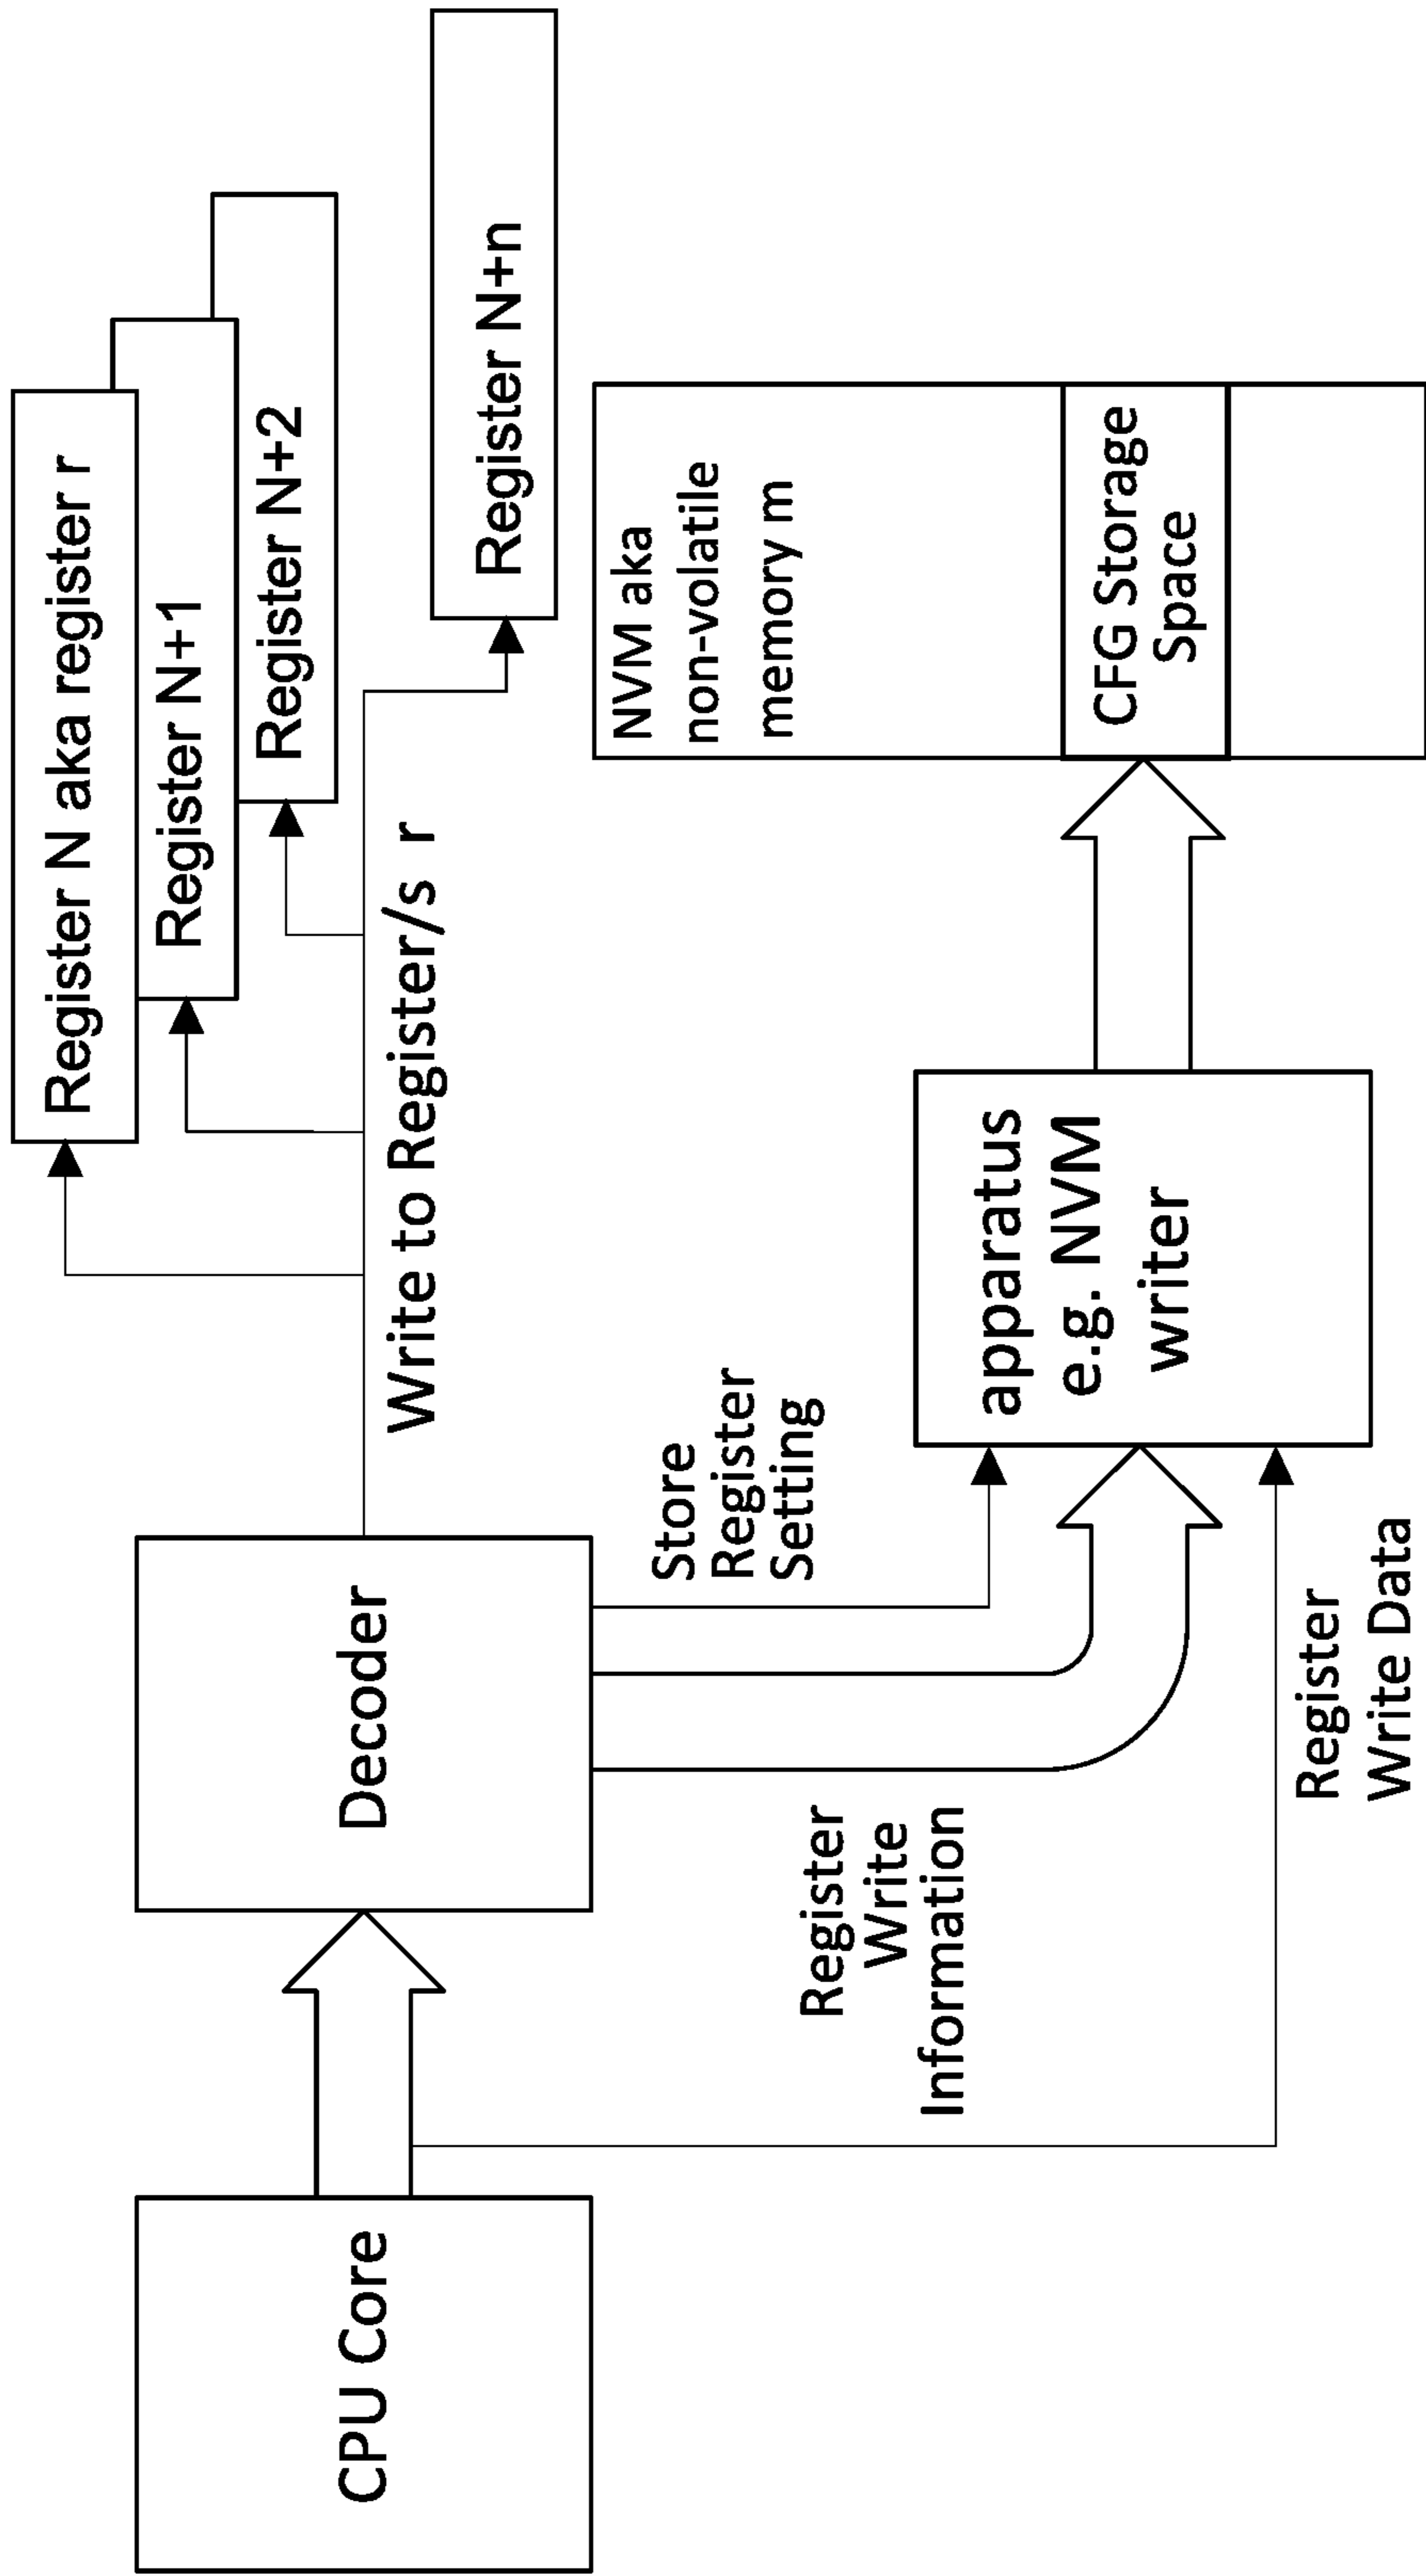 CPU Core
Decoder
Register N aka register r
Register N+1
Register N+2
Register N+n
Write to Register/s r
Store
Register
Setting
Register
Write
Information
Register
Write Data
apparatus
e.g. NVM
writer
NVM aka
non-volatile
memory m
CFG Storage
Space